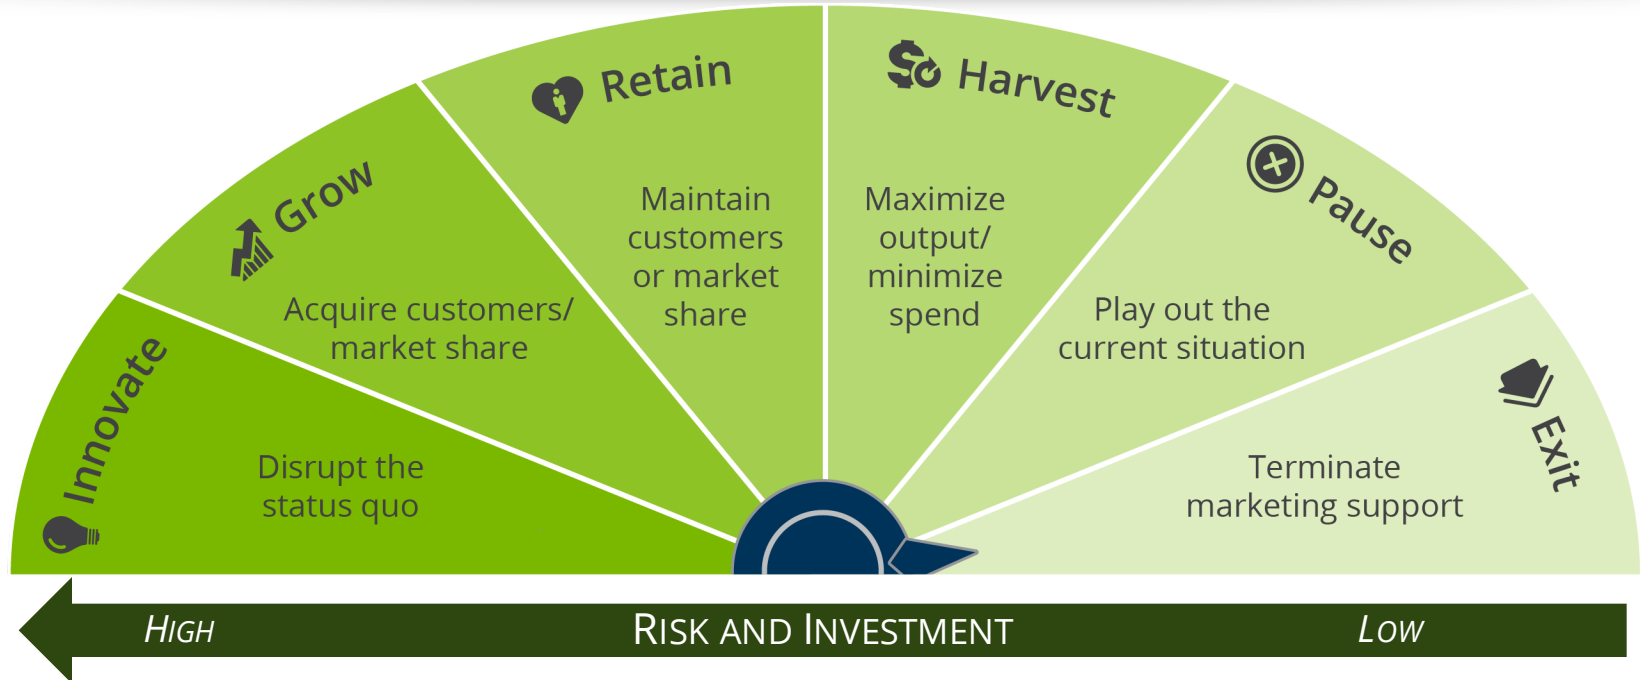 Innovate
Disrupt the
status quo
Grow
Acquire customers/
market share
Retain
Maintain
customers
or market
share
Harvest
Maximize
output/
minimize
spend
Pause
Play out the
current situation
Exit
Terminate
marketing support
HIGH
RISK AND INVESTMENT
LOW